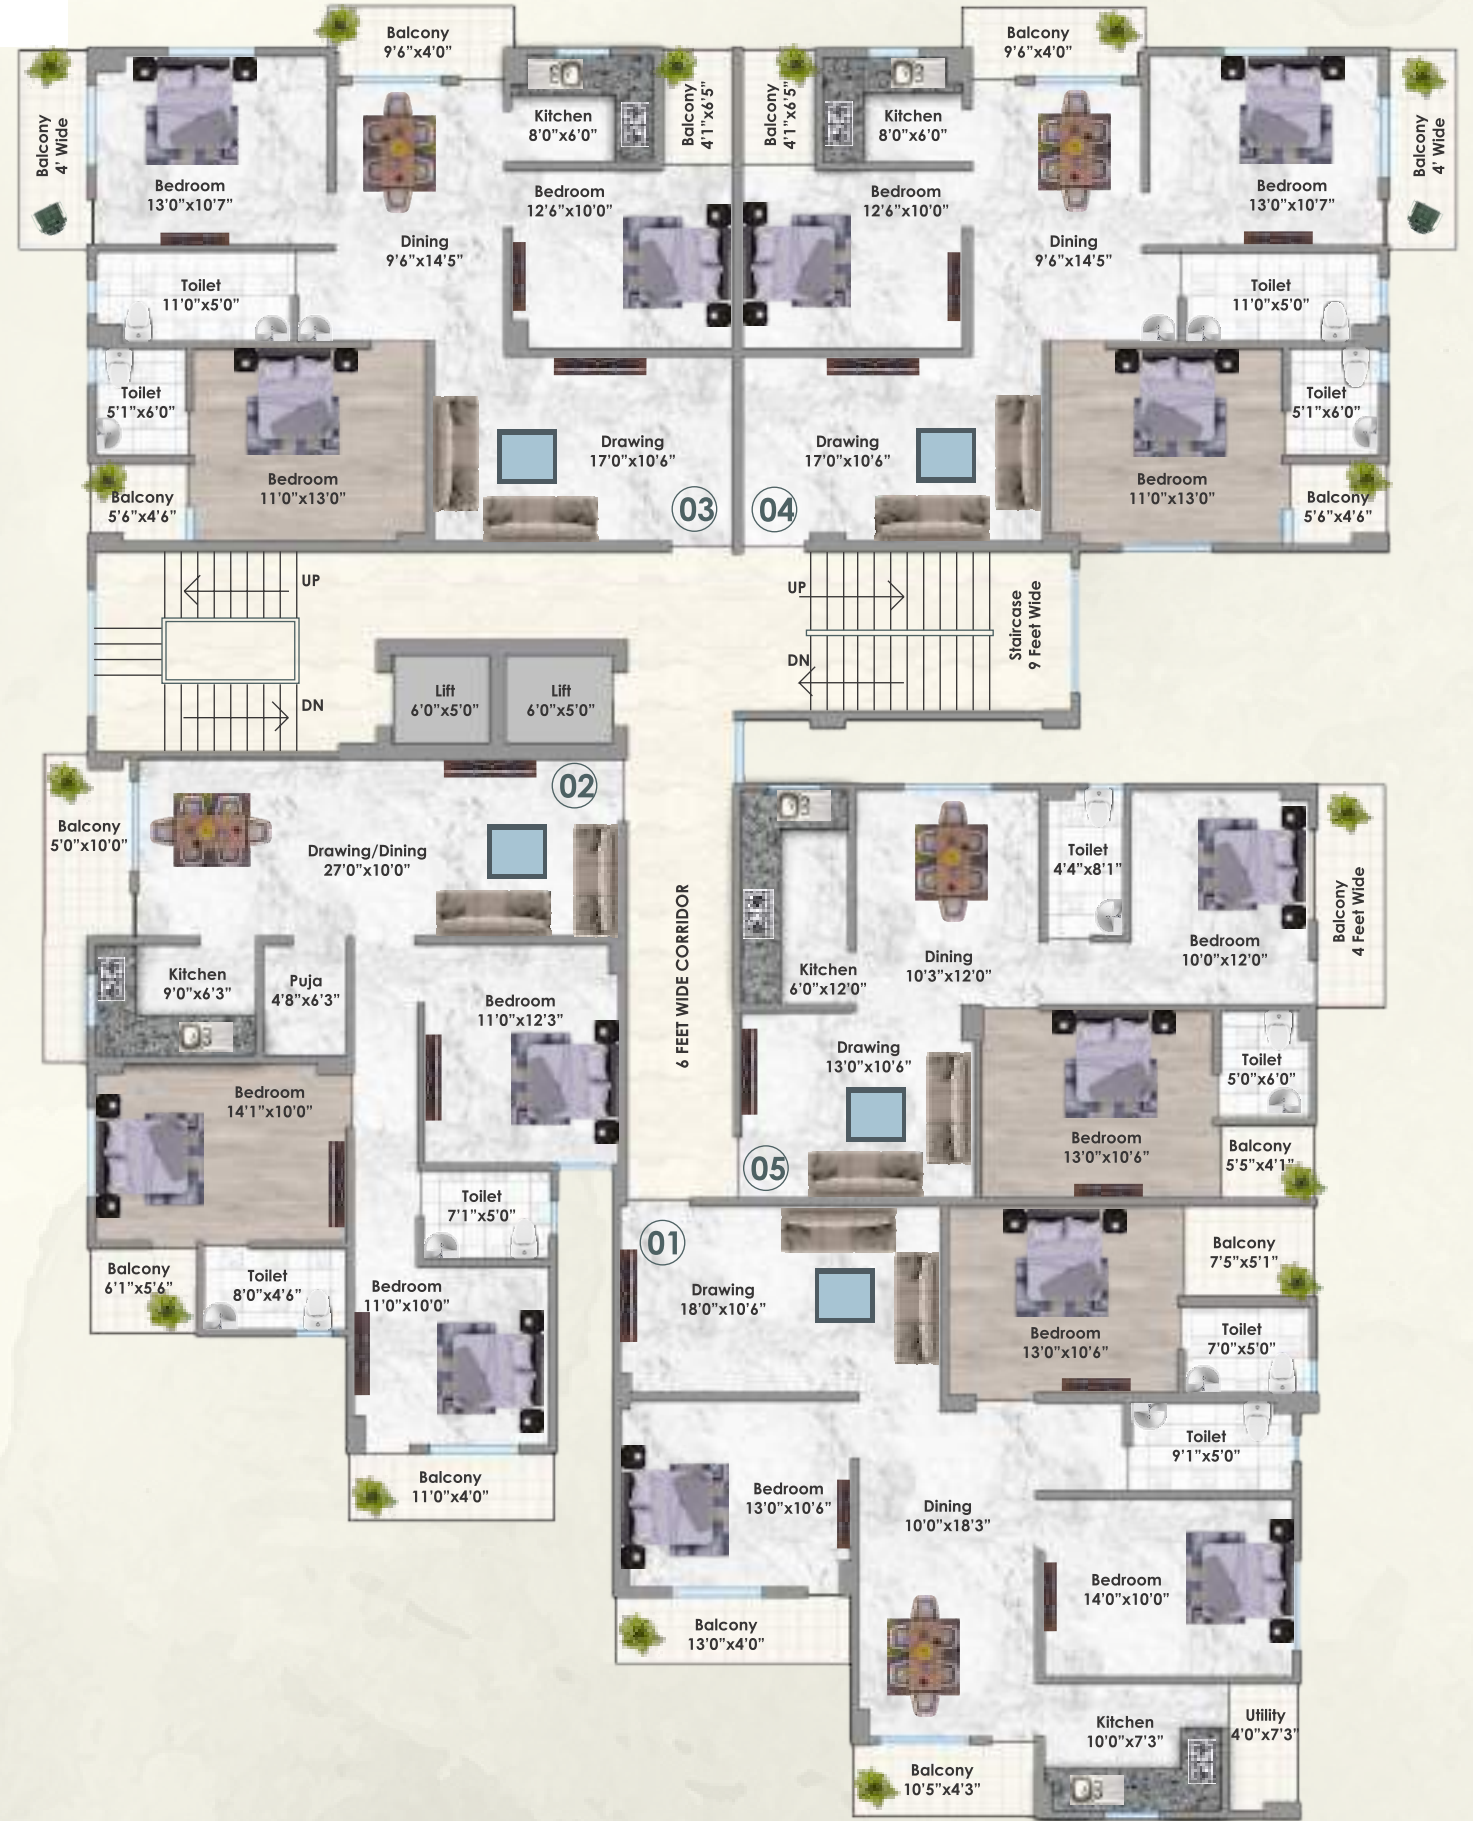 Balcony
9'6"x4'0"
Balcony
9'6"x4'0"
Balcony
4' Wide
Bedroom
13'0"x10'7"
Kitchen
8'0"x6'0"
Balcony
4'1"x6'5"
Balcony
4'1"x6'5"
Kitchen
8'0"x6'0"
Bedroom
13'0"x10'7"
Balcony
4' Wide
Bedroom
12'6"x10'0"
Bedroom
12'6"x10'0"
Dining
9'6"x14'5"
Dining
9'6"x14'5"
Toilet
11'0"x5'0"
Toilet
11'0"x5'0"
Toilet
5'1"x6'0"
Toilet
5'1"x6'0"
Drawing
17'0"x10'6"
Drawing
17'0"x10'6"
Bedroom
11'0"x13'0"
Bedroom
11'0"x13'0"
Balcony
5'6"x4'6"
03
04
Balcony
5'6"x4'6"
UP
UP
Staircase
9 Feet Wide
DN
DN
Lift
6'0"x5'0"
Lift
6'0"x5'0"
02
Balcony
5'0"x10'0"
Drawing/Dining
27'0"x10'0"
Toilet
4'4"x8'1"
6 FEET WIDE CORRIDOR
Balcony
4 Feet Wide
Bedroom
10'0"x12'0"
Dining
10'3"x12'0"
Kitchen
6'0"x12'0"
Kitchen
9'0"x6'3"
Puja
4'8"x6'3"
Bedroom
11'0"x12'3"
Drawing
13'0"x10'6"
Toilet
5'0"x6'0"
Bedroom
14'1"x10'0"
Bedroom
13'0"x10'6"
Balcony
5'5"x4'1"
05
Toilet
7'1"x5'0"
01
Balcony
7'5"x5'1"
Balcony
6'1"x5'6"
Toilet
8'0"x4'6"
Bedroom
11'0"x10'0"
Drawing
18'0"x10'6"
Bedroom
13'0"x10'6"
Toilet
7'0"x5'0"
Toilet
9'1"x5'0"
Balcony
11'0"x4'0"
Bedroom
13'0"x10'6"
Dining
10'0"x18'3"
Bedroom
14'0"x10'0"
Balcony
13'0"x4'0"
Kitchen
10'0"x7'3"
Utility
4'0"x7'3"
Balcony
10'5"x4'3"